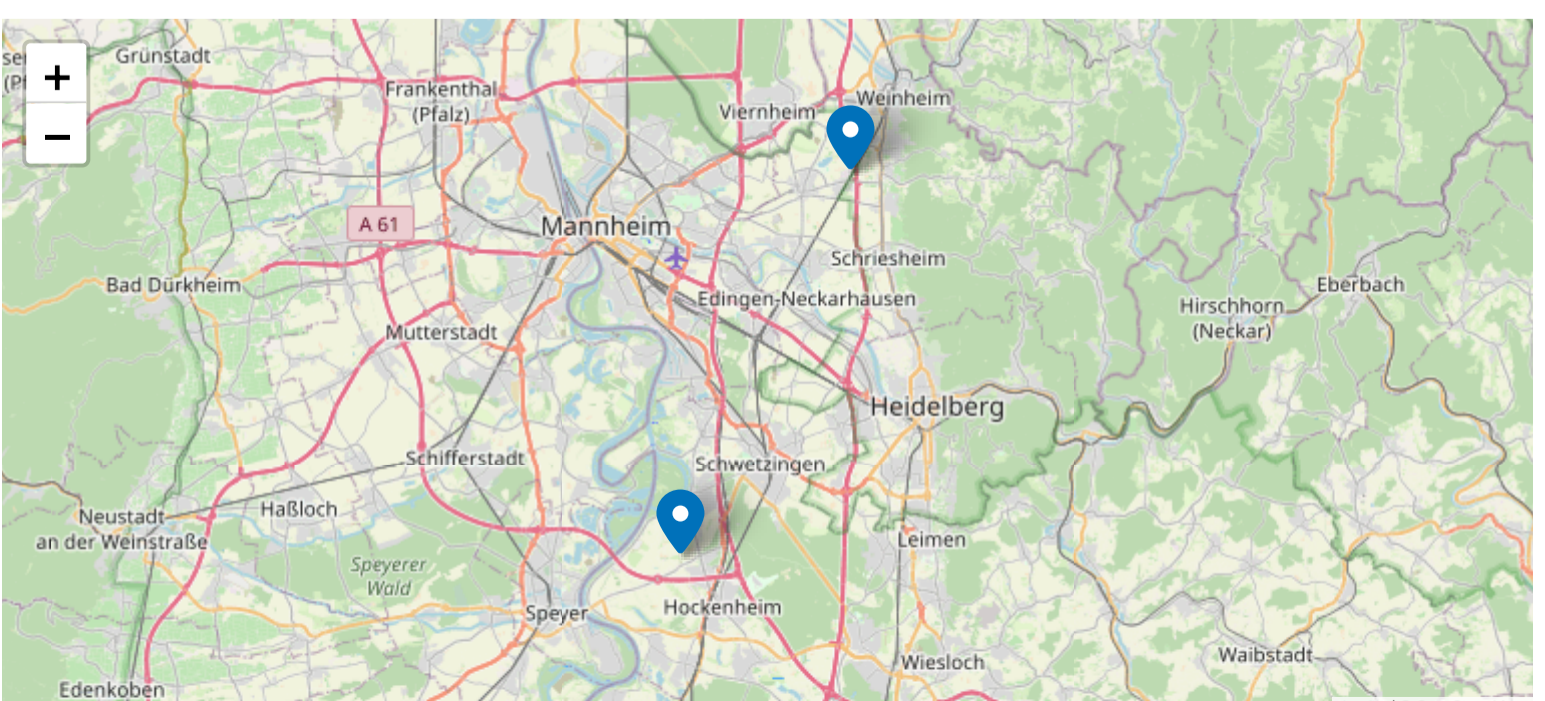 Grünstadt
+
Frankenthal
(Pfalz)
Viernheim
Weinheim
−
A 61
Mannheim
Schriesheim
Bad Dürkheim
Edingen-Neckarhausen
Eberbach
Hirschhorn
(Neckar)
Mutterstadt
Heidelberg
Schifferstadt
Schwetzingen
Haßloch
Neustadt
an der Weinstraße
Leimen
Speyerer
Wald
Speyer
Hockenheim
Wiesloch
Waibstadt
Edenkoben